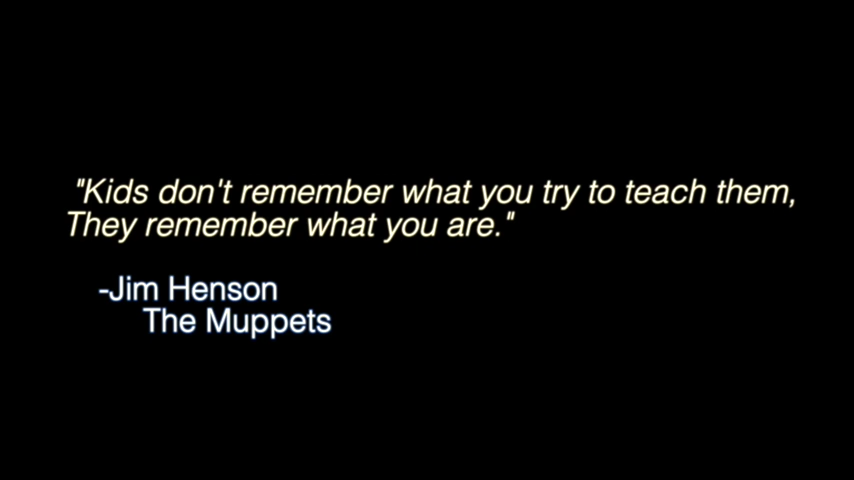 "Kids don't remember what you try to teach them,
They remember what you are."
-Jim Henson
The Muppets